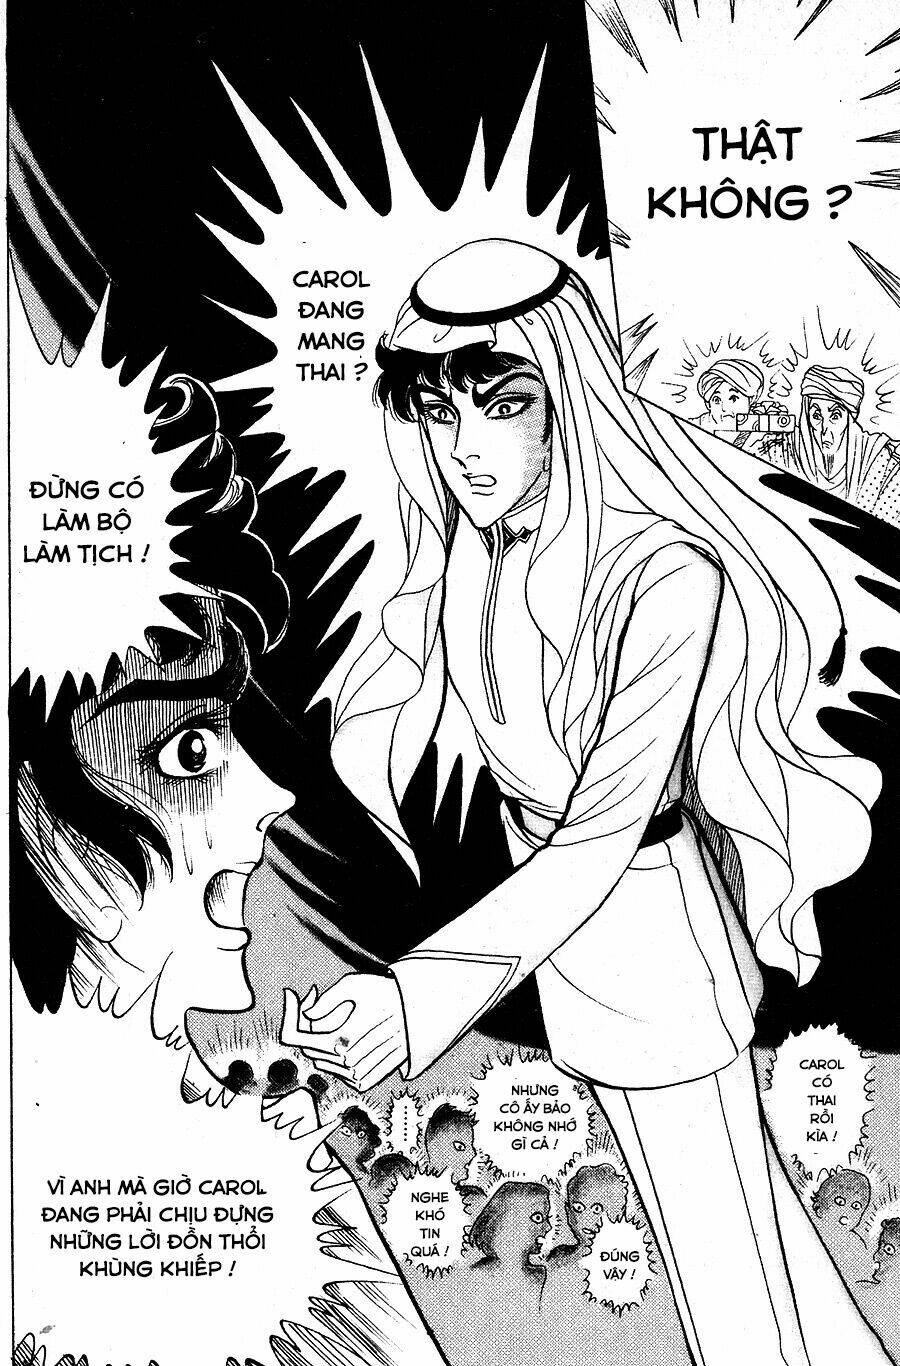 THẬT
KHÔNG ?
CAROL
ĐANG
MANG
THAI ?
ĐỪNG CÓ
LÀM BỘ
LÀM TỊCH !
VÌ ANH MÀ GIỜ CAROL
ĐANG PHẢI CHỊU ĐỰNG
NHỮNG LỜI ĐỒN THỔI
KHỦNG KHIẾP !
CAROL
CÓ
THAI
RỒI
KÌA !
NHƯNG
CÔ ẤY BẢO
KHÔNG NHỚ
GÌ CẢ !
........
NGHE
KHÓ
TIN
QUÁ !
ĐÚNG
VẬY !